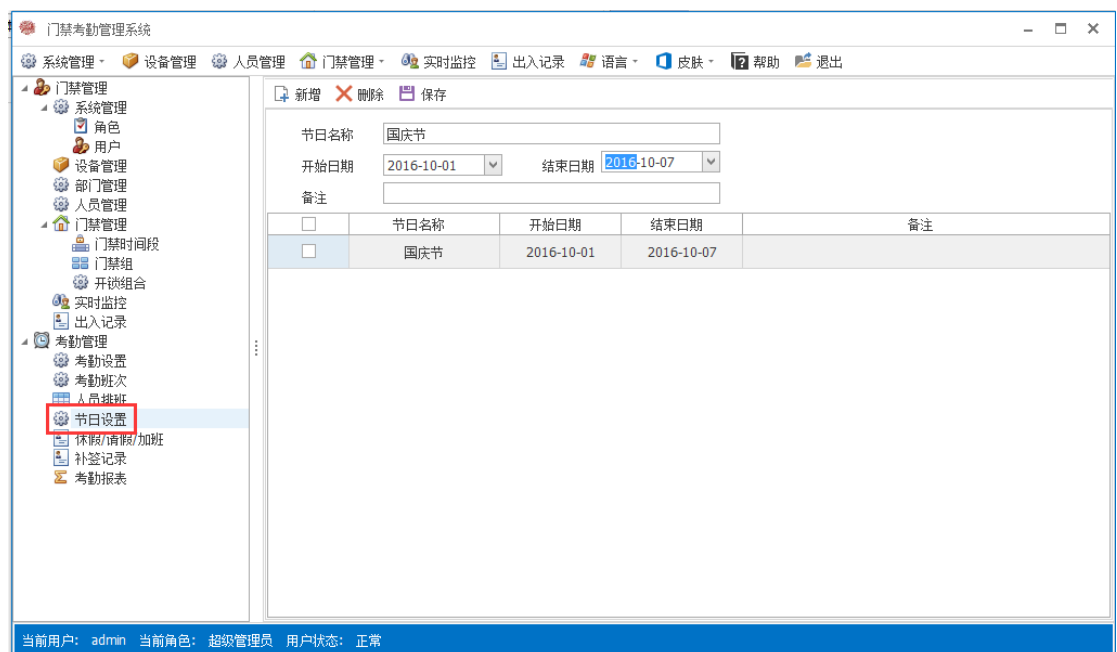 门禁考勤管理系统
系统管理 设备管理 人员管理 门禁管理 实时监控 出入记录 语言 皮肤 帮助 退出
门禁管理
系统管理
角色
用户
设备管理
部门管理
人员管理
门禁管理
门禁时间段
门禁组
开锁组合
实时监控
出入记录
考勤管理
考勤设置
考勤班次
人员排班
节日设置
休假/请假/加班
补签记录
考勤报表
新增 删除 保存
节日名称 国庆节
开始日期 2016-10-01 结束日期 2016-10-07
备注
节日名称 开始日期 结束日期 备注
国庆节 2016-10-01 2016-10-07
当前用户: admin 当前角色: 超级管理员 用户状态: 正常